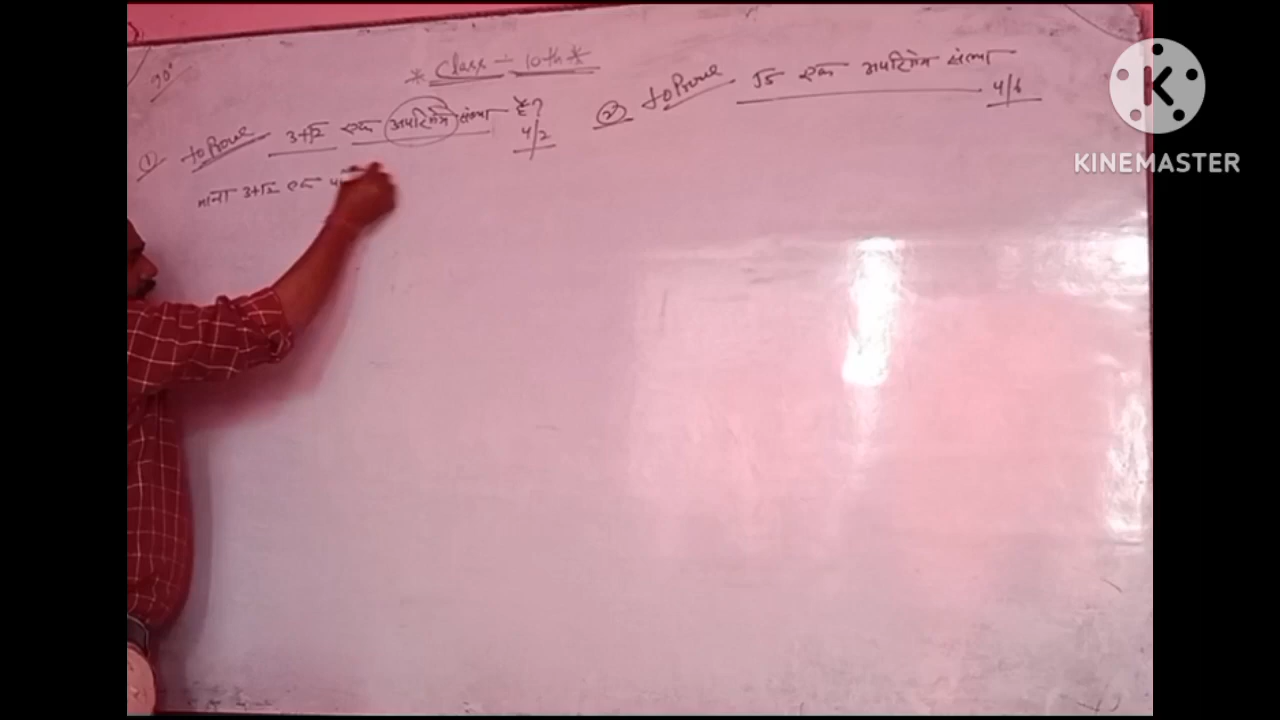 90°
* Class - 10th *
① to Prove 3+√2 एक अपरिमेय संख्या है?
4/2
माना 3+√2 एक प
② to Prove √5 एक अपरिमेय संख्या
4/6
KINEMASTER